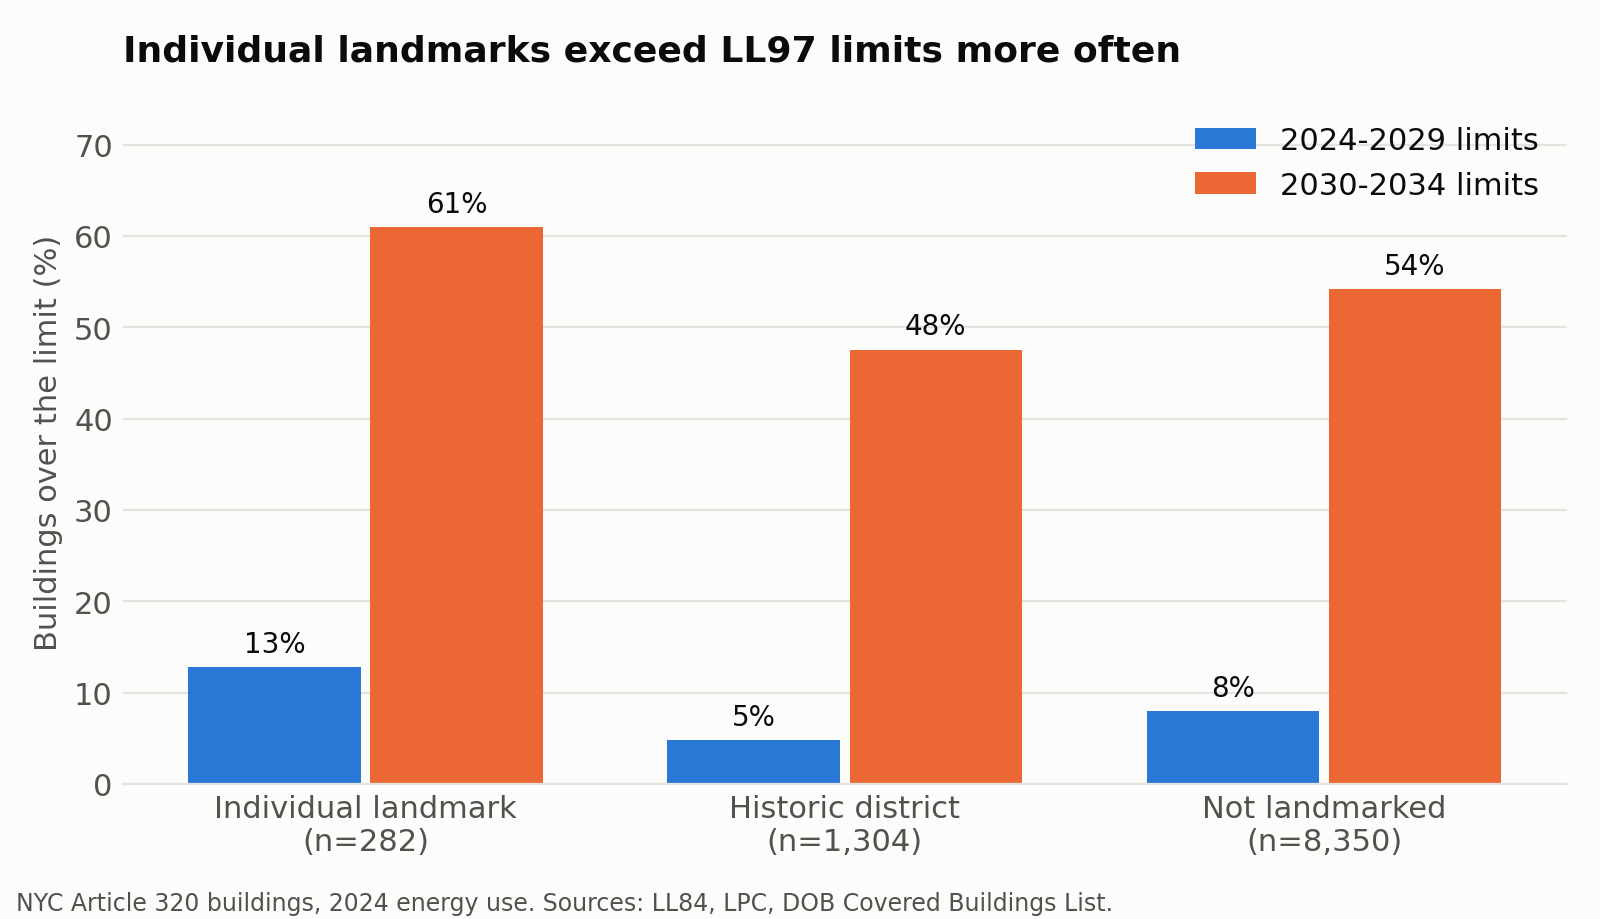 Individual landmarks exceed LL97 limits more often
2024-2029 limits
2030-2034 limits
Buildings over the limit (%)
70
60
50
40
30
20
10
0
13%
61%
5%
48%
8%
54%
Individual landmark
(n=282)
Historic district
(n=1,304)
Not landmarked
(n=8,350)
NYC Article 320 buildings, 2024 energy use. Sources: LL84, LPC, DOB Covered Buildings List.